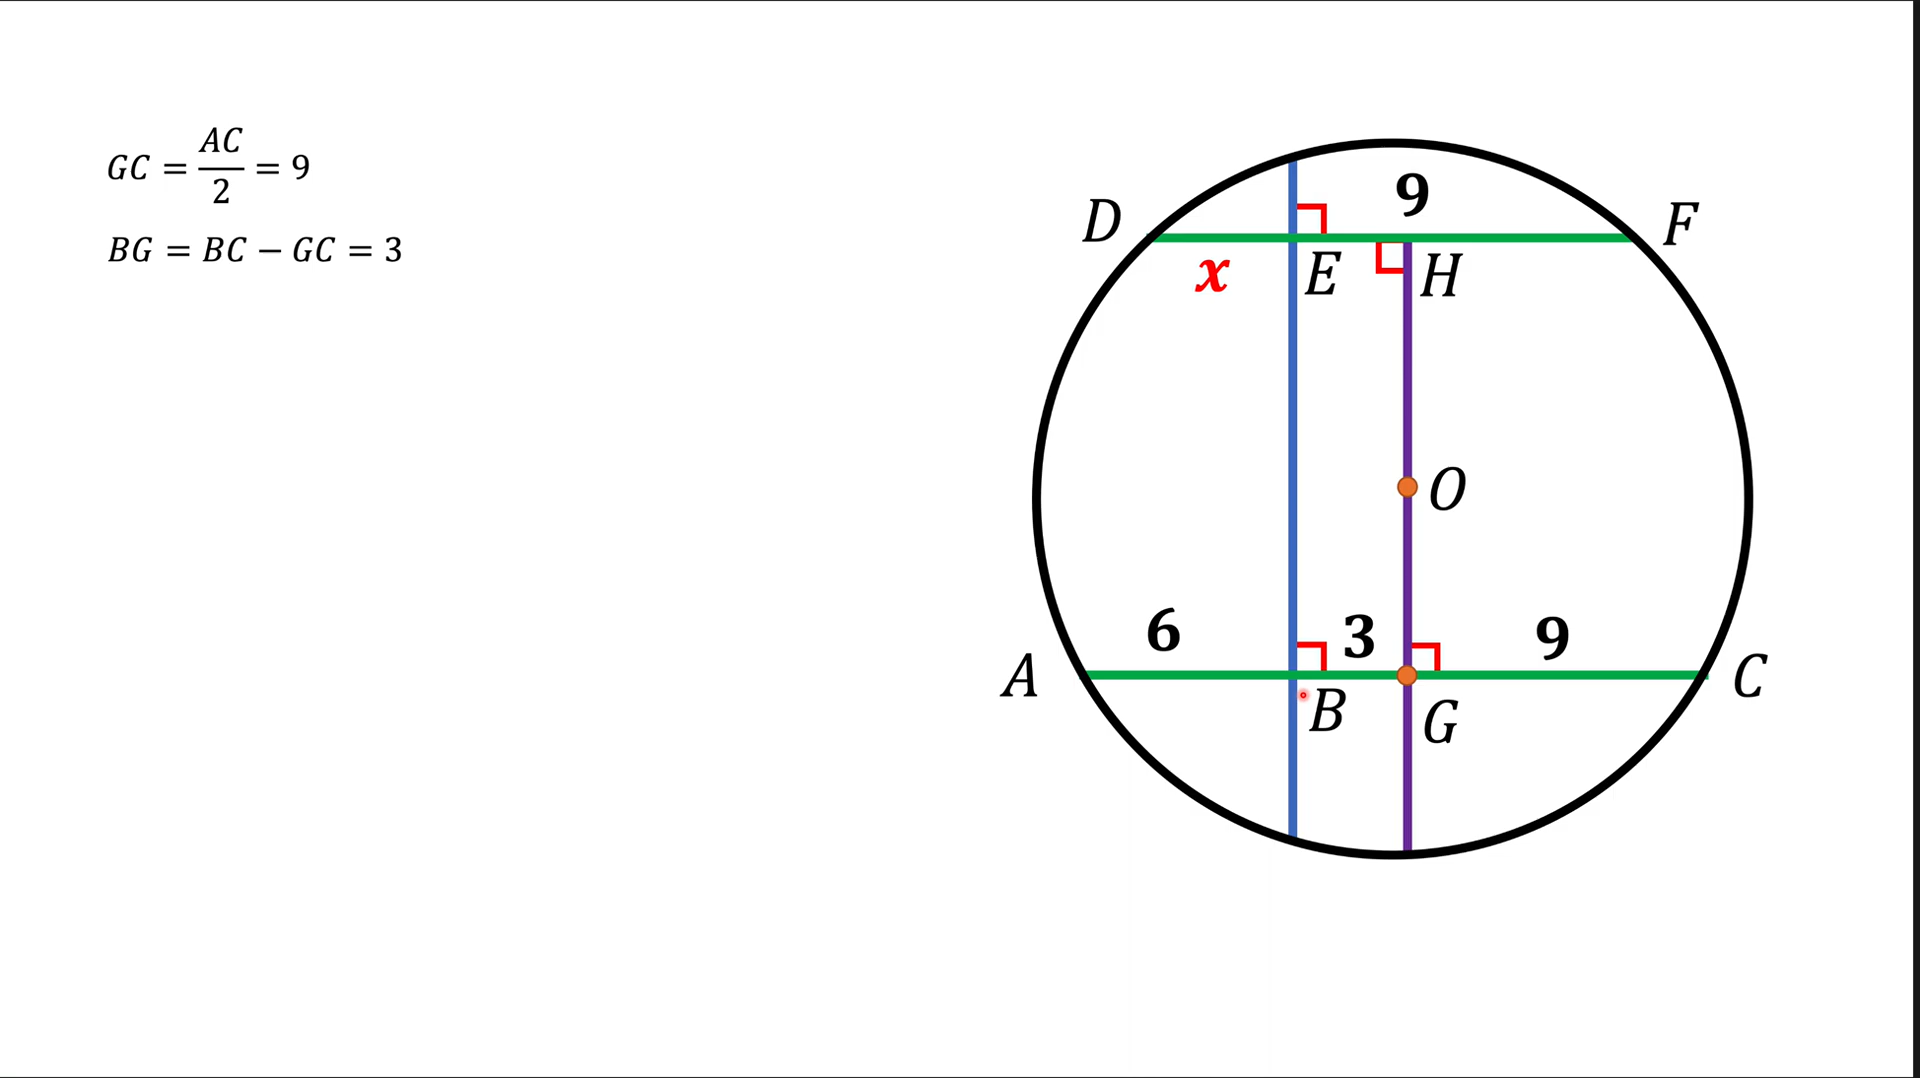 GC = AC/2 = 9
BG = BC − GC = 3
9
D
F
x
E
H
O
6
3
9
A
C
B
G